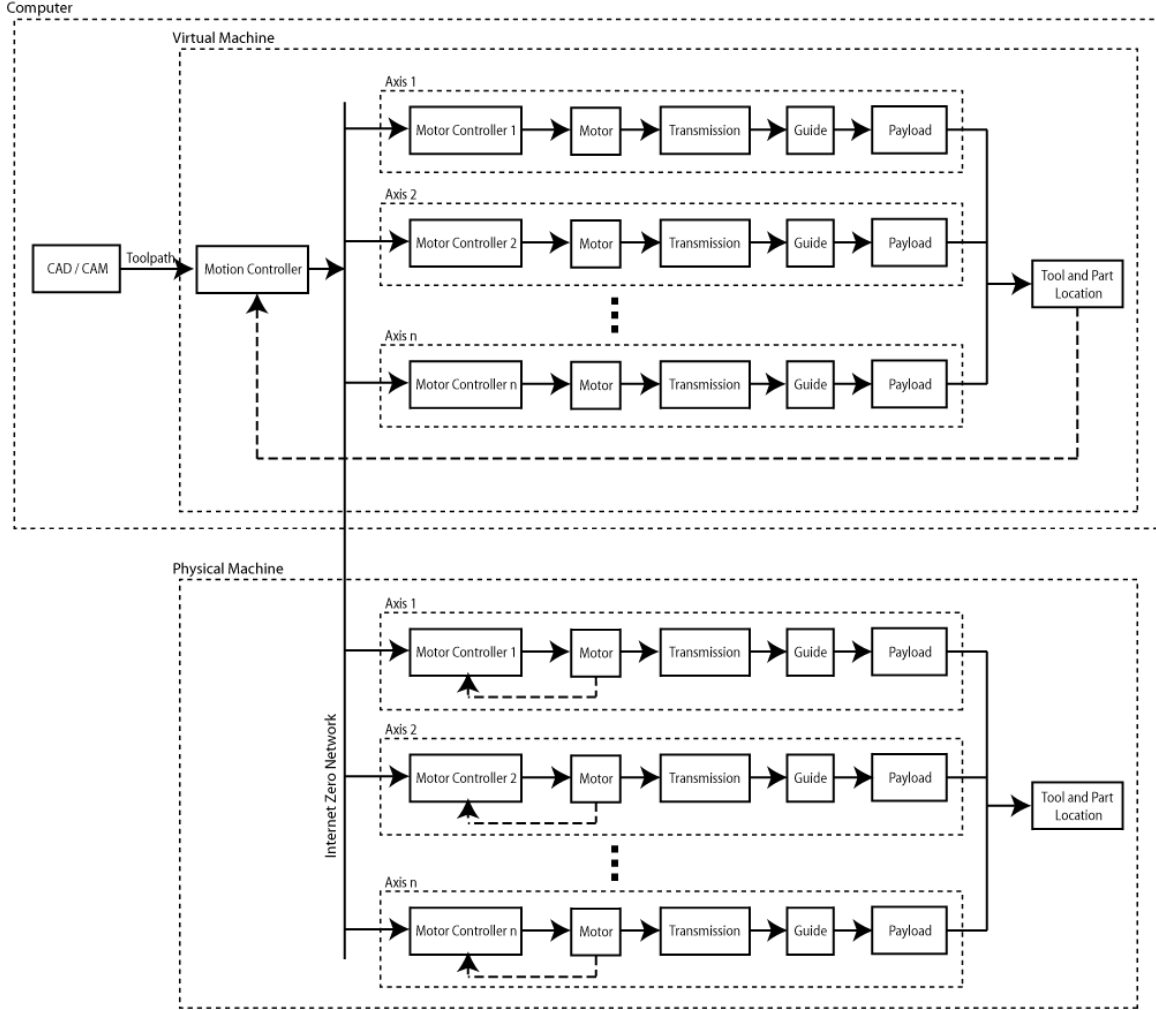 Computer
Virtual Machine
Axis 1
Motor Controller 1
Motor
Transmission
Guide
Payload
Axis 2
Motor Controller 2
Motor
Transmission
Guide
Payload
CAD / CAM
Toolpath
Motion Controller
Tool and Part
Location
Axis n
Motor Controller n
Motor
Transmission
Guide
Payload
Physical Machine
Axis 1
Motor Controller 1
Motor
Transmission
Guide
Payload
Internet Zero Network
Axis 2
Motor Controller 2
Motor
Transmission
Guide
Payload
Tool and Part
Location
Axis n
Motor Controller n
Motor
Transmission
Guide
Payload